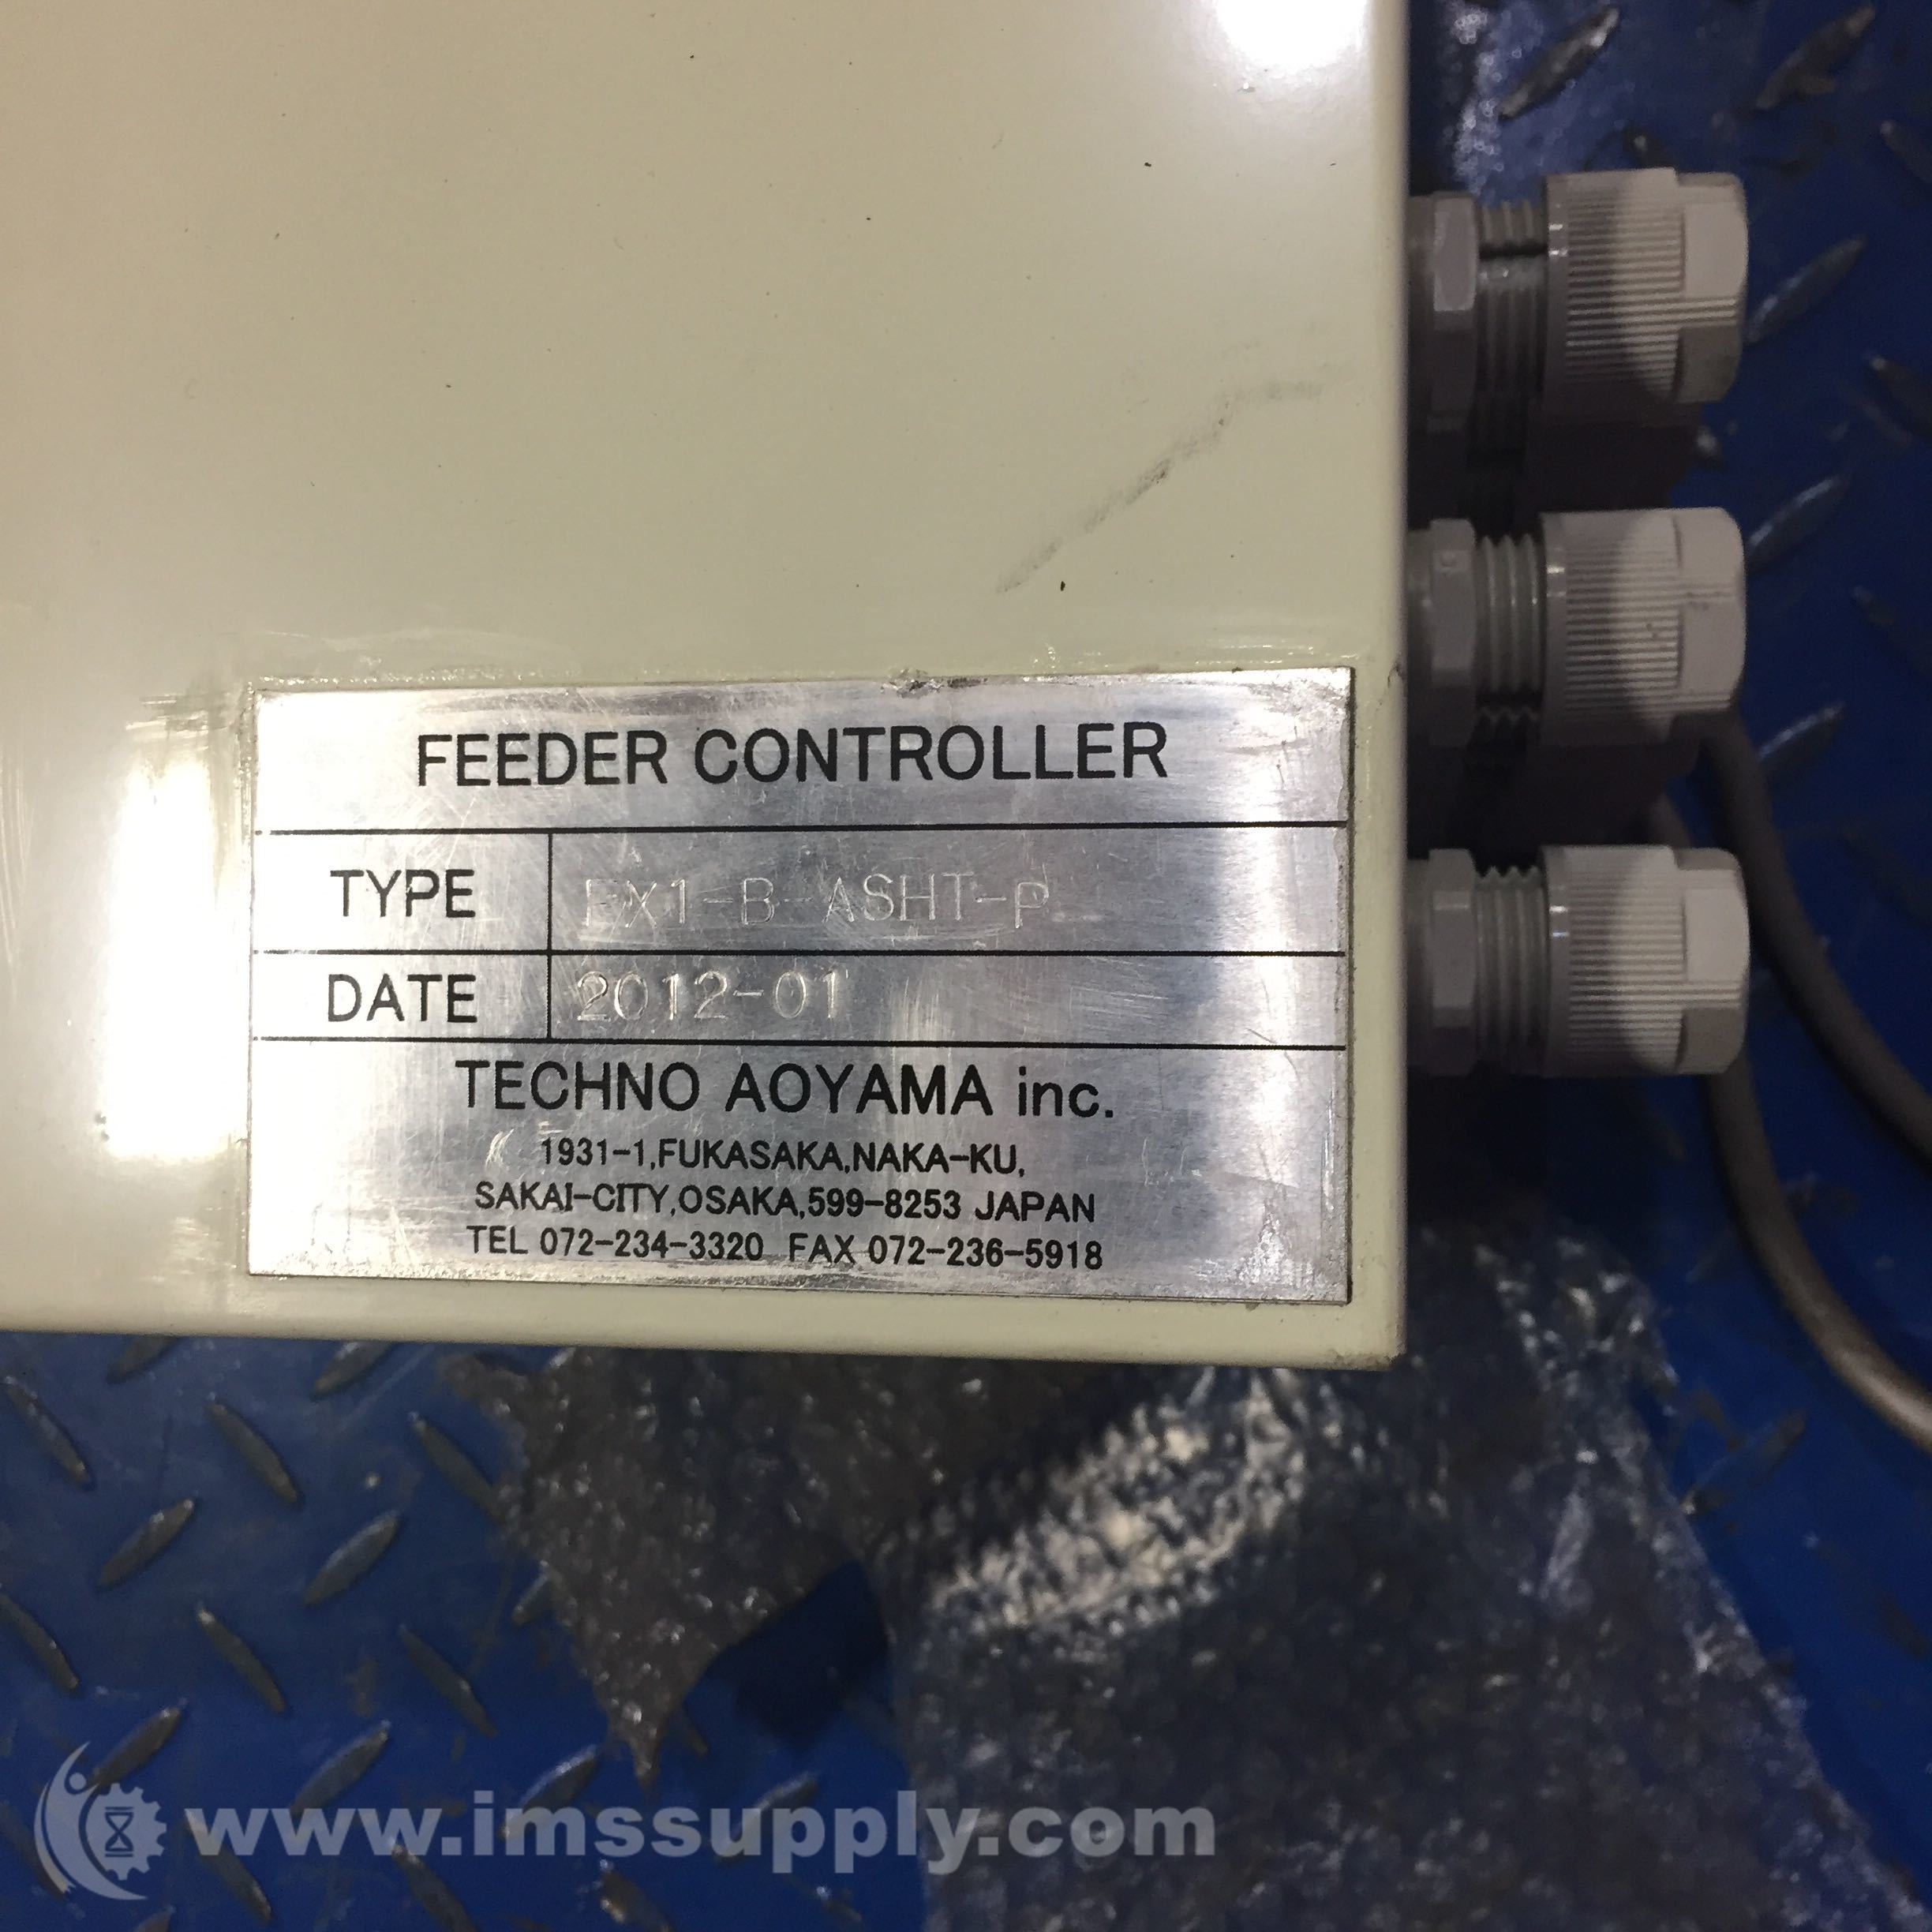 FEEDER CONTROLLER
TYPE
DATE 2012-01
TECHNO AOYAMA inc.
1931-1,FUKASAKA,NAKA-KU,
SAKAI-CITY,OSAKA,599-8253 JAPAN
TEL 072-234-3320 FAX 072-236-5918
www.imssupply.com